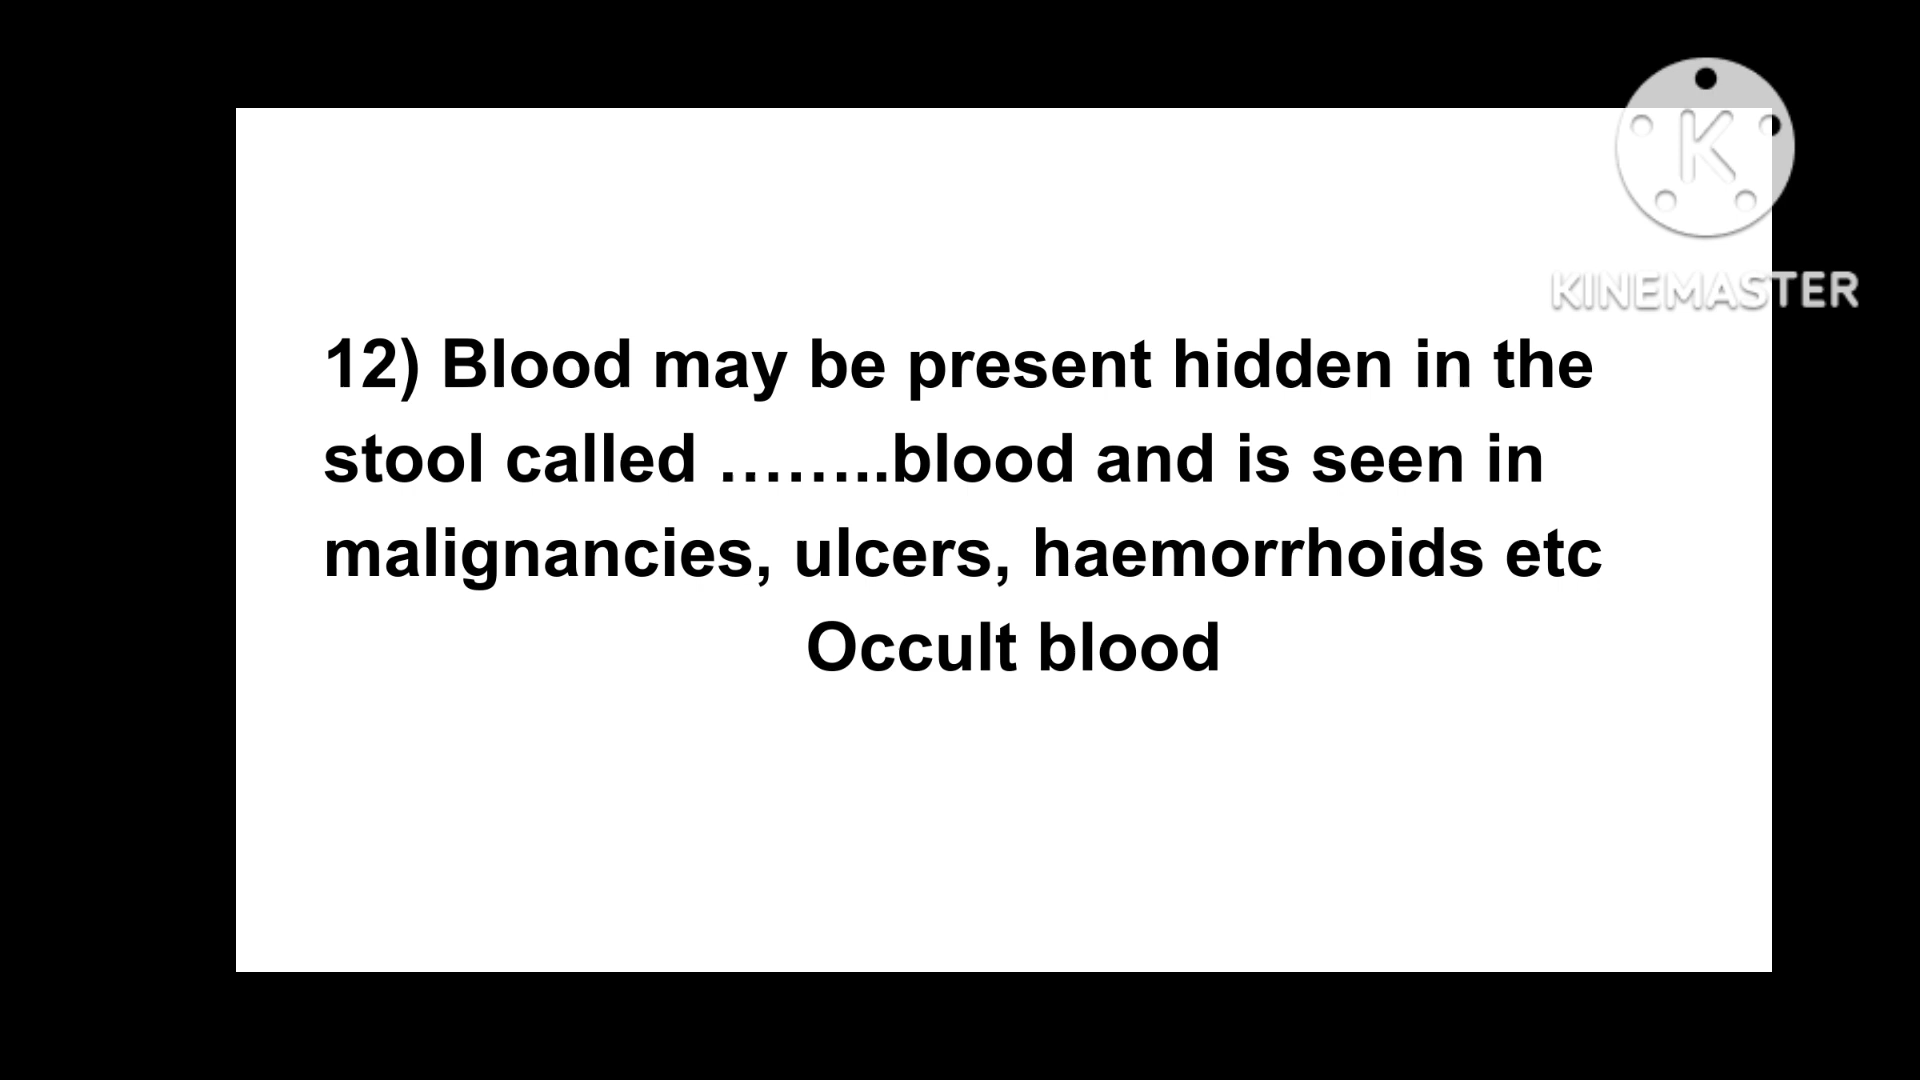 K
KINEMASTER
12) Blood may be present hidden in the
stool called ……..blood and is seen in
malignancies, ulcers, haemorrhoids etc
Occult blood